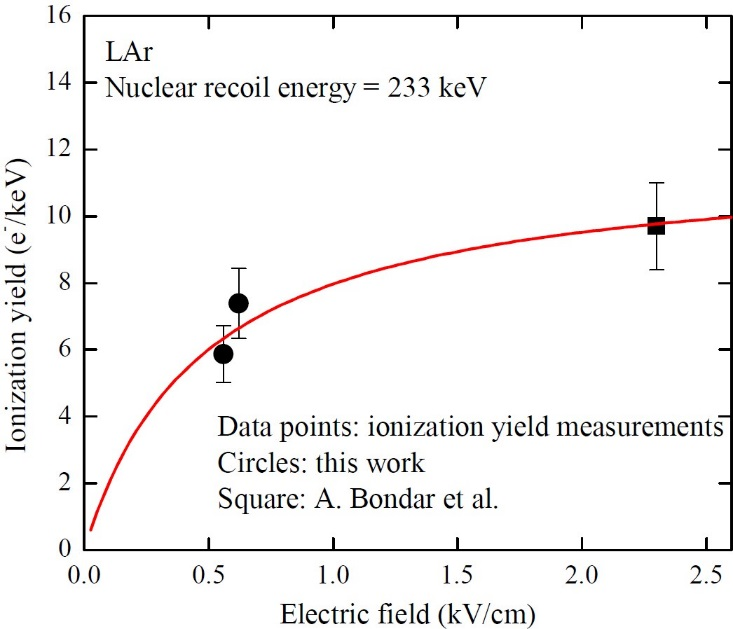 16
14
12
10
8
6
4
2
0
Ionization yield (e⁻/keV)
LAr
Nuclear recoil energy = 233 keV
Data points: ionization yield measurements
Circles: this work
Square: A. Bondar et al.
0.0 0.5 1.0 1.5 2.0 2.5
Electric field (kV/cm)